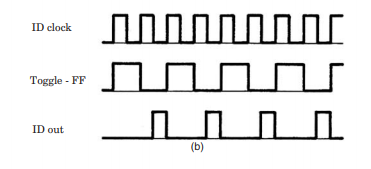 ID clock
Toggle - FF
ID out
(b)